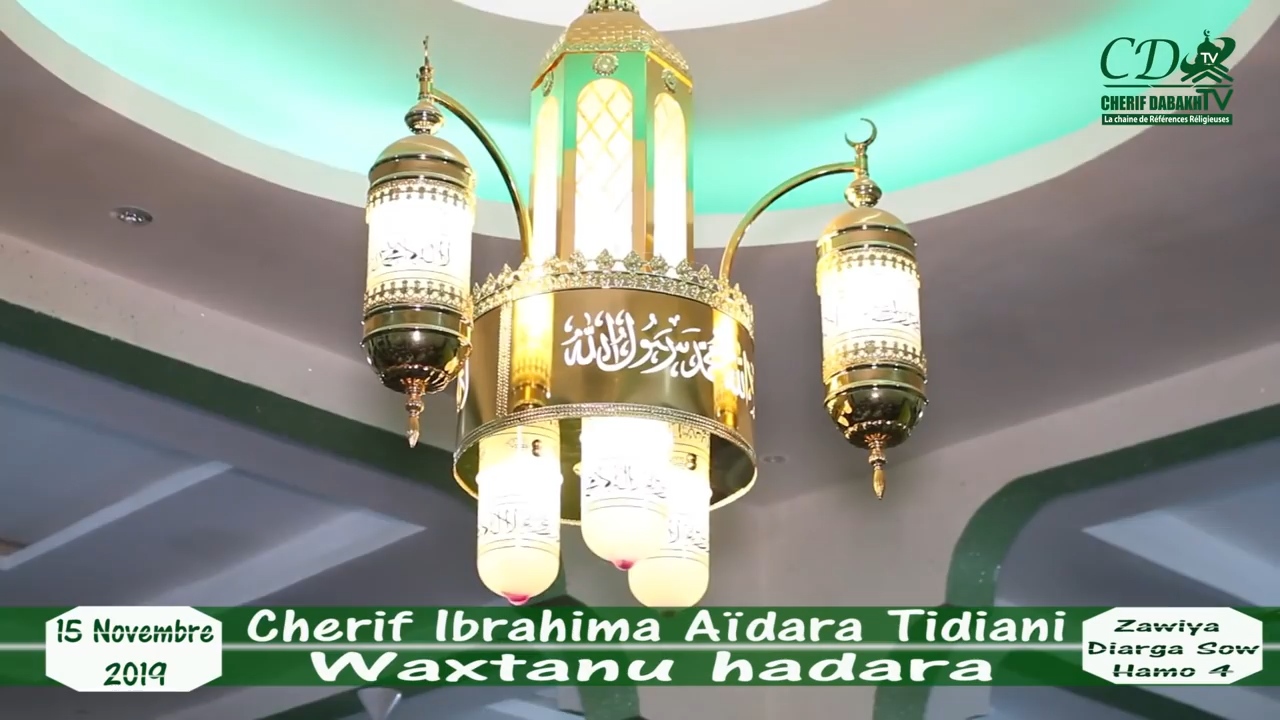 CD TV
CHERIF DABAKH TV
La chaine de Références Réligieuses
محمد رسول الله
15 Novembre
2019
Cherif Ibrahima Aïdara Tidiani
Waxtanu hadara
Zawiya
Diarga Sow
Hamo 4